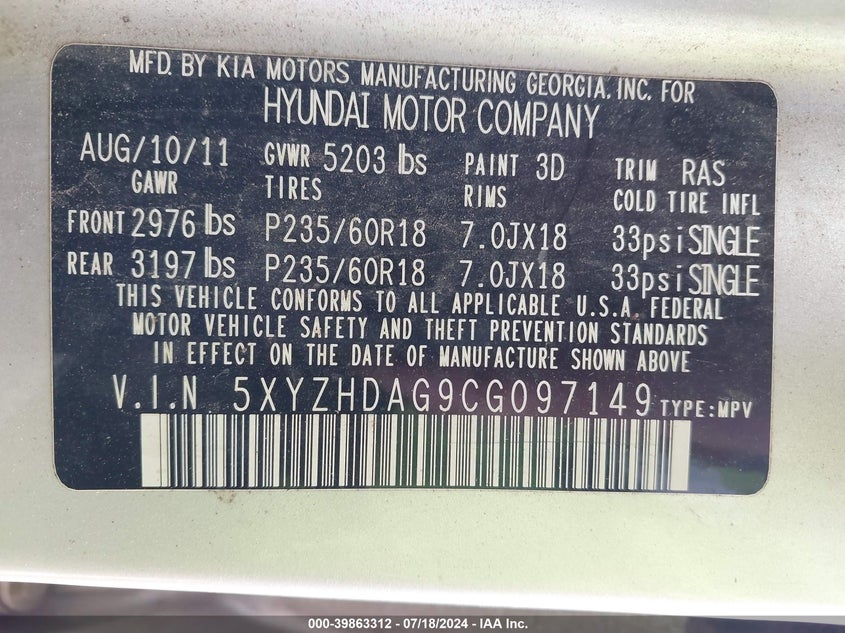 MFD. BY KIA MOTORS MANUFACTURING GEORGIA. INC. FOR
HYUNDAI MOTOR COMPANY
AUG/10/11 GVWR 5203 lbs PAINT 3D TRIM RAS
GAWR TIRES RIMS COLD TIRE INFL
FRONT 2976 lbs P235/60R18 7.0JX18 33psi SINGLE
REAR 3197 lbs P235/60R18 7.0JX18 33psi SINGLE
THIS VEHICLE CONFORMS TO ALL APPLICABLE U.S.A. FEDERAL
MOTOR VEHICLE SAFETY AND THEFT PREVENTION STANDARDS
IN EFFECT ON THE DATE OF MANUFACTURE SHOWN ABOVE
V.I.N 5XYZHDAG9CG097149 TYPE:MPV
000-39863312 / 07/18/2024 - IAA Inc.